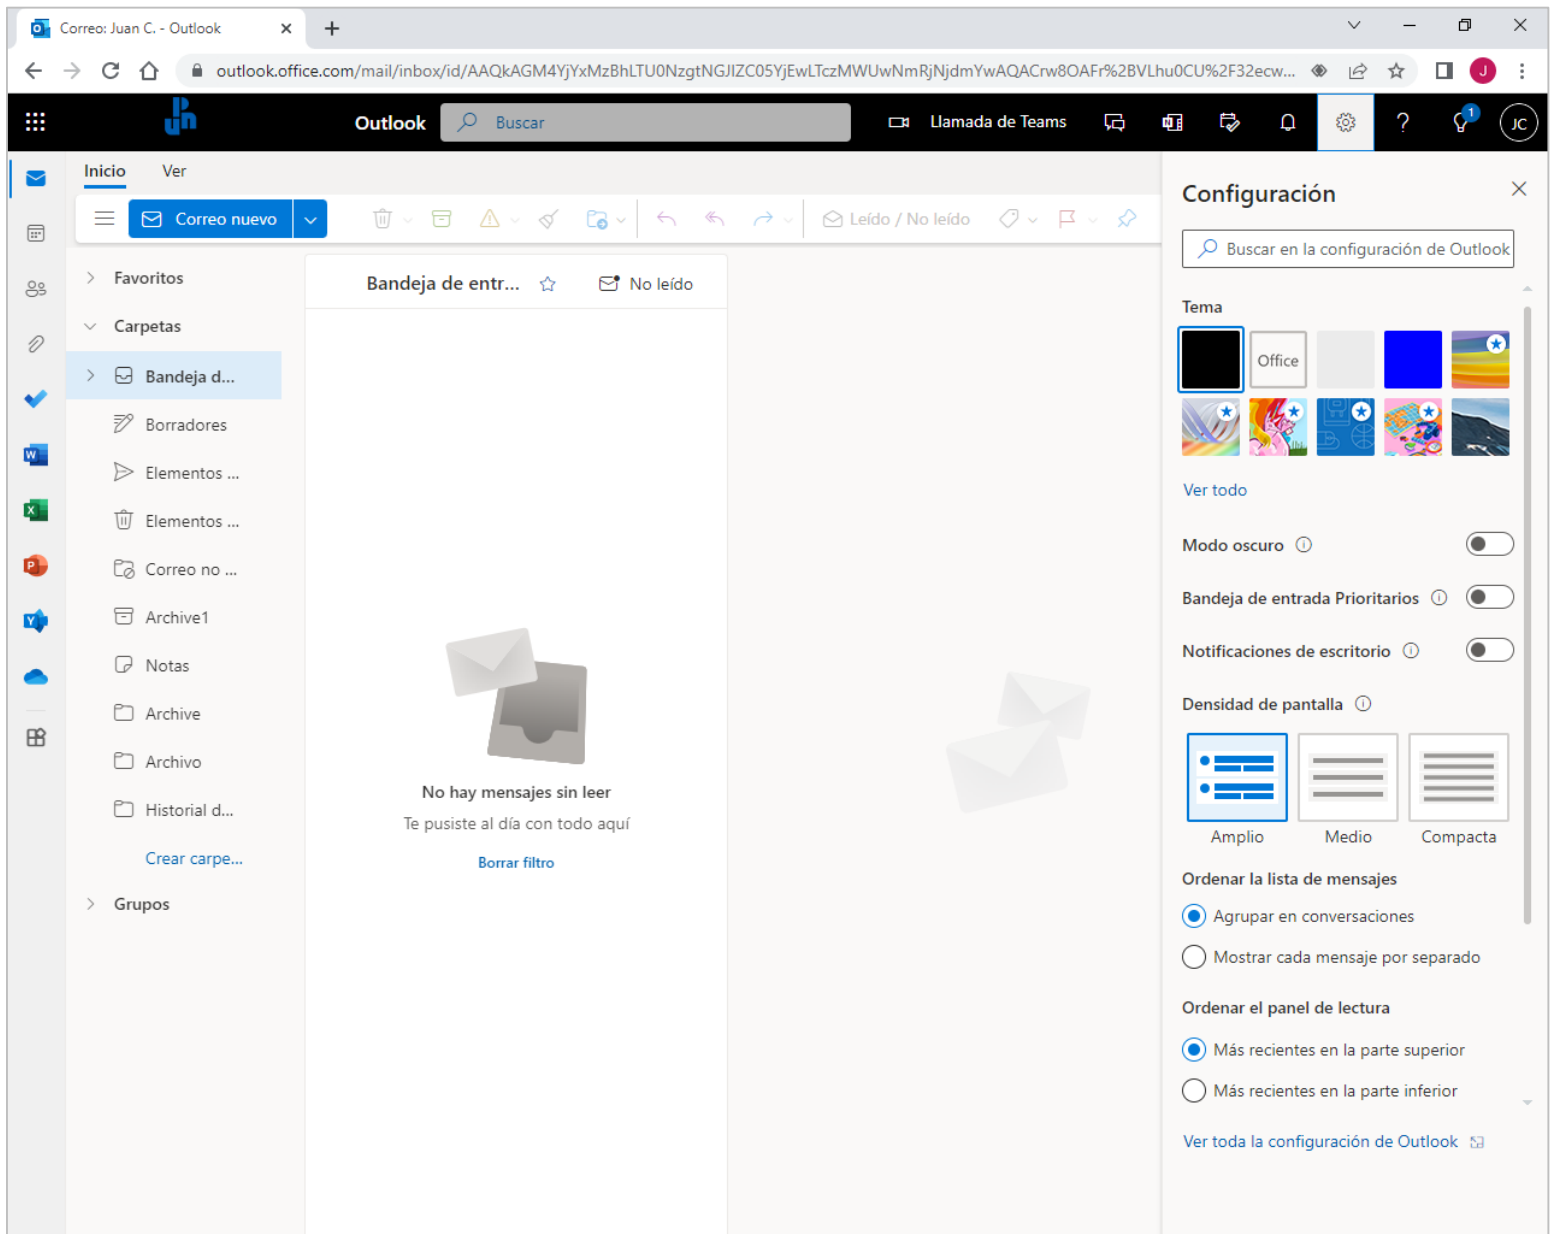 Correo: Juan C. - Outlook
outlook.office.com/mail/inbox/id/AAQkAGM4YjYxMzBhLTU0NzgtNGJlZC05YjEwLTczMWUwNmRjNjdmYwAQACrw8OAFr%2BVLhu0CU%2F32ecw...
J
Outlook
Buscar
Llamada de Teams
?
1
JC
Inicio
Ver
Correo nuevo
Leído / No leído
Favoritos
Carpetas
Bandeja d...
Borradores
Elementos ...
Elementos ...
Correo no ...
Archive1
Notas
Archive
Archivo
Historial d...
Crear carpe...
Grupos
Bandeja de entr...
No leído
No hay mensajes sin leer
Te pusiste al día con todo aquí
Borrar filtro
Configuración
Buscar en la configuración de Outlook
Tema
Office
Ver todo
Modo oscuro
Bandeja de entrada Prioritarios
Notificaciones de escritorio
Densidad de pantalla
Amplio
Medio
Compacta
Ordenar la lista de mensajes
Agrupar en conversaciones
Mostrar cada mensaje por separado
Ordenar el panel de lectura
Más recientes en la parte superior
Más recientes en la parte inferior
Ver toda la configuración de Outlook